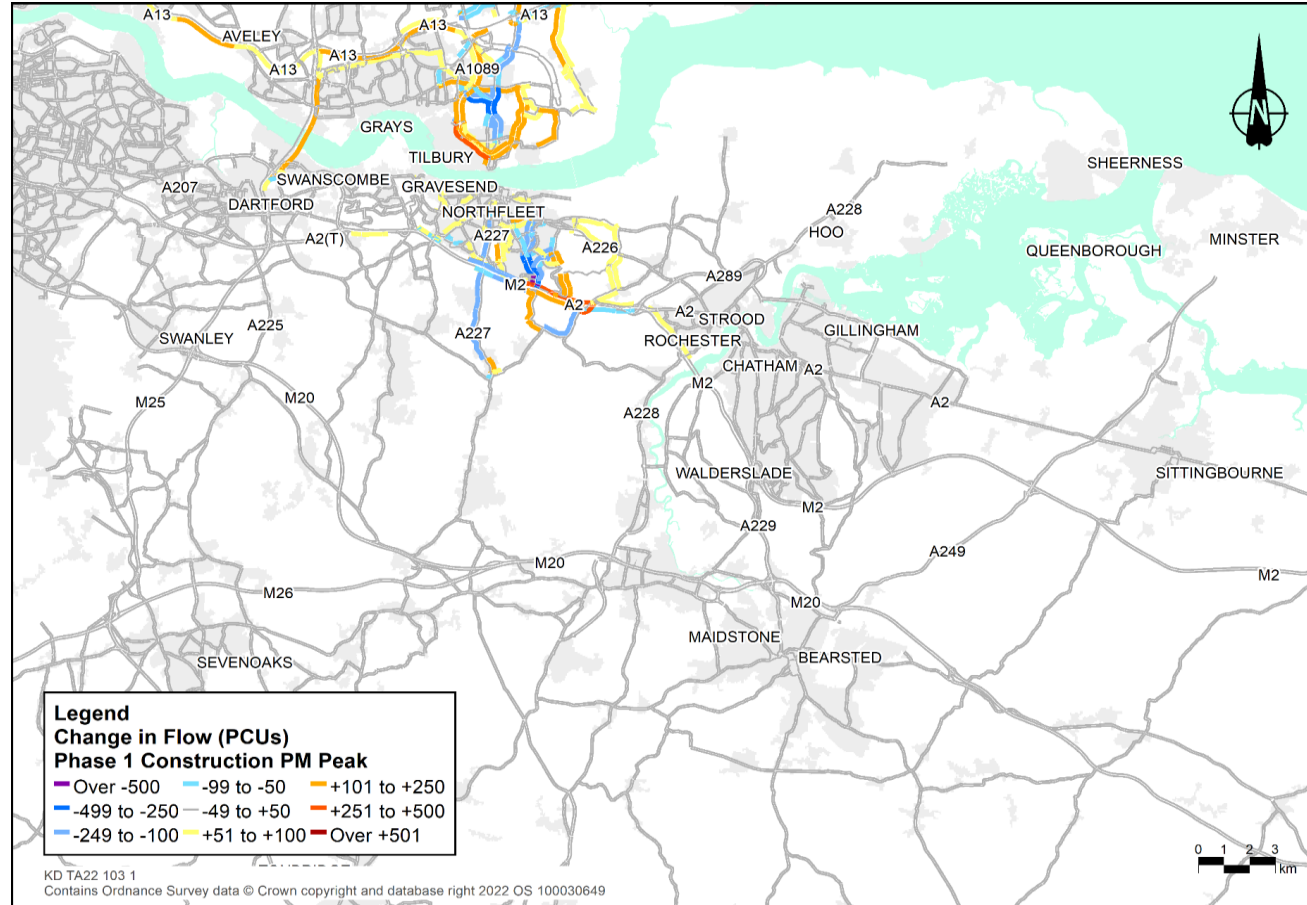 A13
A13
AVELEY
A13
A13
A1089
GRAYS
TILBURY
SHEERNESS
SWANSCOMBE
A207
GRAVESEND
DARTFORD
NORTHFLEET
A228
HOO
A2(T)
A227
A226
QUEENBOROUGH
MINSTER
A289
M2
A2
A2
STROOD
A225
A227
GILLINGHAM
SWANLEY
ROCHESTER
CHATHAM
A2
M2
M20
M25
A2
A228
WALDERSLADE
SITTINGBOURNE
M2
A229
A249
M20
M2
M26
M20
MAIDSTONE
BEARSTED
SEVENOAKS
N
Legend
Change in Flow (PCUs)
Phase 1 Construction PM Peak
Over -500 -99 to -50 +101 to +250
-499 to -250 -49 to +50 +251 to +500
-249 to -100 +51 to +100 Over +501
0 1 2 3
km
KD TA22 103 1
Contains Ordnance Survey data © Crown copyright and database right 2022 OS 100030649